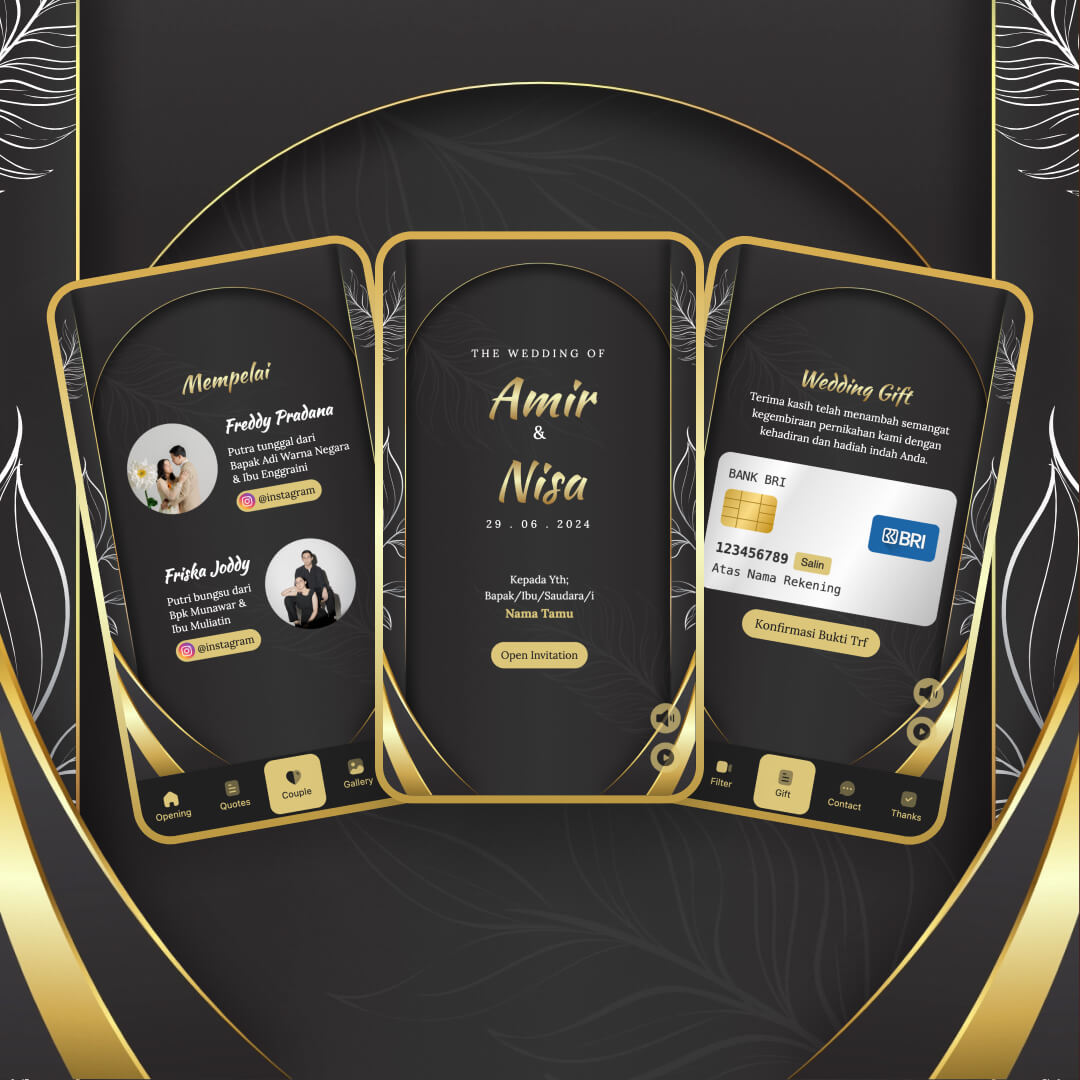 Mempelai
Freddy Pradana
Putra tunggal dari
Bapak Adi Warna Negara
& Ibu Enggraini
@instagram
Friska Joddy
Putri bungsu dari
Bpk Munawar &
Ibu Muliatin
@instagram
Opening
Quotes
Couple
Gallery
THE WEDDING OF
Amir
&
Nisa
29 . 06 . 2024
Kepada Yth;
Bapak/Ibu/Saudara/i
Nama Tamu
Open Invitation
Wedding Gift
Terima kasih telah menambah semangat
kegembiraan pernikahan kami dengan
kehadiran dan hadiah indah Anda.
BANK BRI
BRI
123456789 Salin
Atas Nama Rekening
Konfirmasi Bukti Trf
Filter
Gift
Contact
Thanks